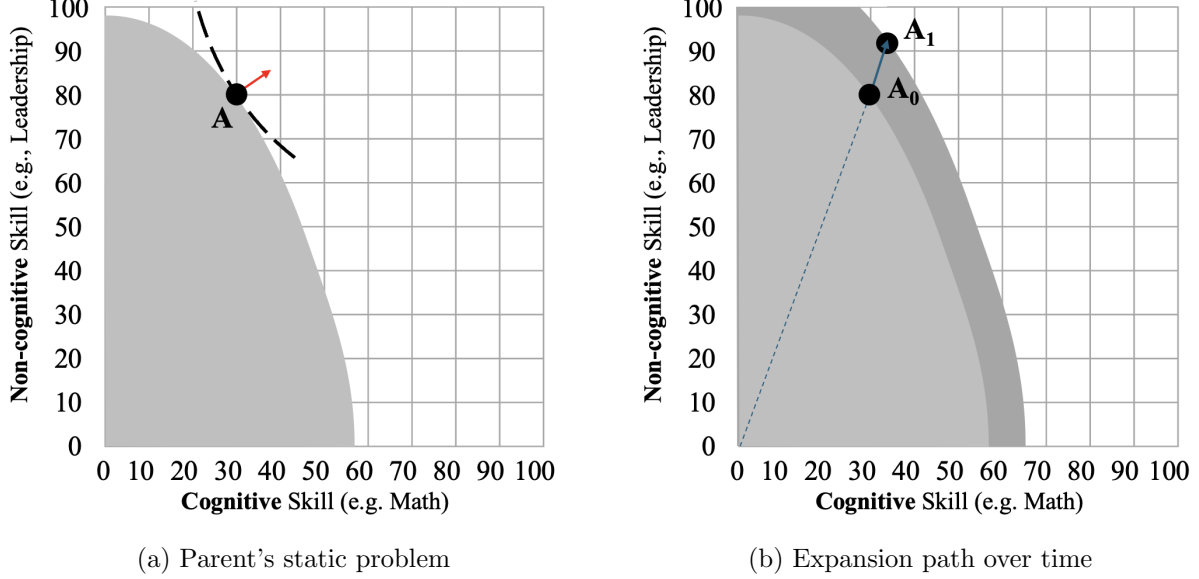 100
90
80
70
60
50
40
30
20
10
0
Non-cognitive Skill (e.g., Leadership)
A
0 10 20 30 40 50 60 70 80 90 100
Cognitive Skill (e.g. Math)
(a) Parent's static problem
100
90
80
70
60
50
40
30
20
10
0
Non-cognitive Skill (e.g., Leadership)
A1
A0
0 10 20 30 40 50 60 70 80 90 100
Cognitive Skill (e.g. Math)
(b) Expansion path over time